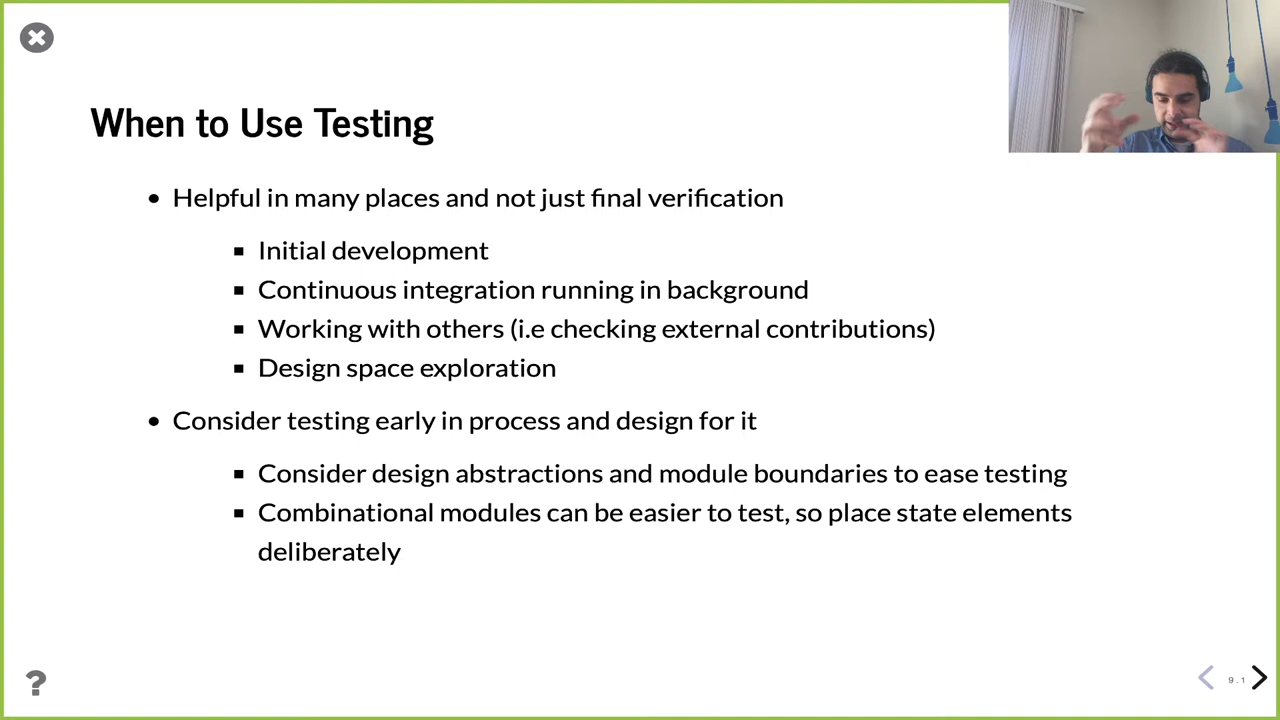 When to Use Testing
Helpful in many places and not just final verification
Initial development
Continuous integration running in background
Working with others (i.e checking external contributions)
Design space exploration
Consider testing early in process and design for it
Consider design abstractions and module boundaries to ease testing
Combinational modules can be easier to test, so place state elements
deliberately
?
9.1